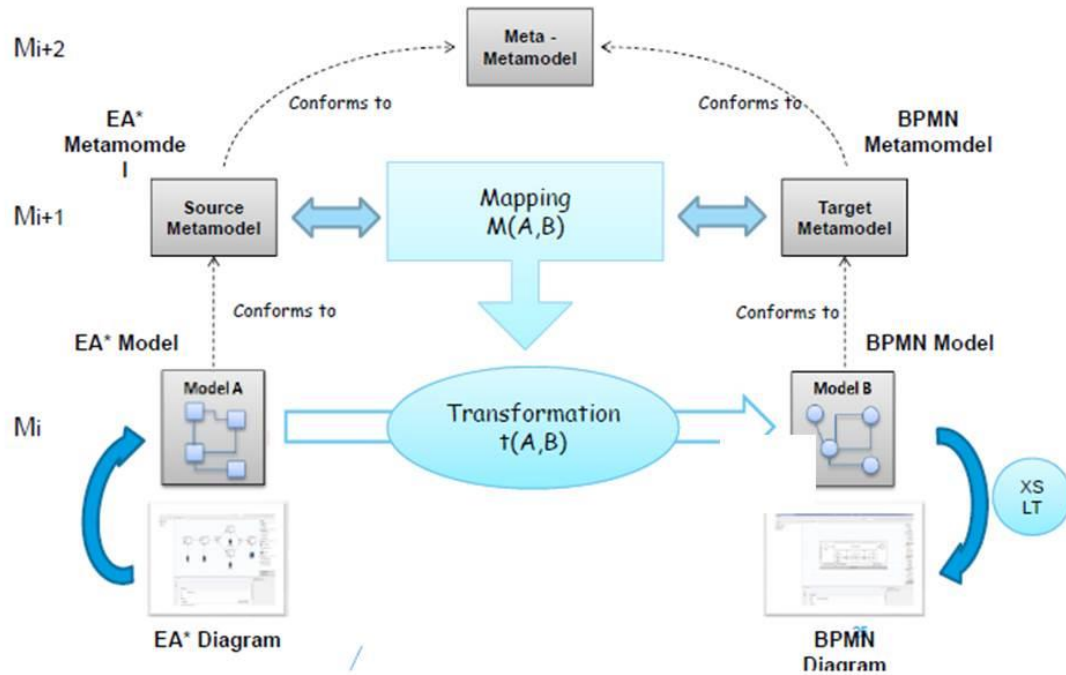 Mi+2
Meta -
Metamodel
Conforms to
Conforms to
EA*
Metamomde
l
BPMN
Metamomdel
Mi+1
Source
Metamodel
Mapping
M(A,B)
Target
Metamodel
Conforms to
Conforms to
EA* Model
BPMN Model
Model A
Model B
Mi
Transformation
t(A,B)
XS
LT
EA* Diagram
BPMN
Diagram